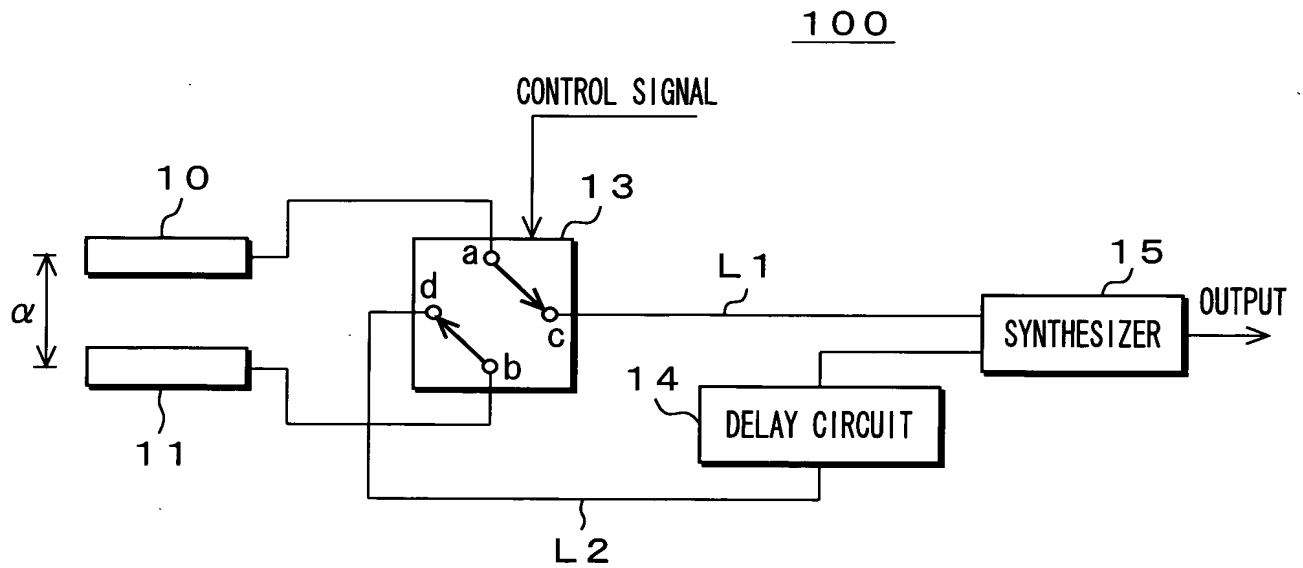 100
CONTROL SIGNAL
10
13
a
d
c
b
α
L1
15
SYNTHESIZER
OUTPUT
14
DELAY CIRCUIT
11
L2